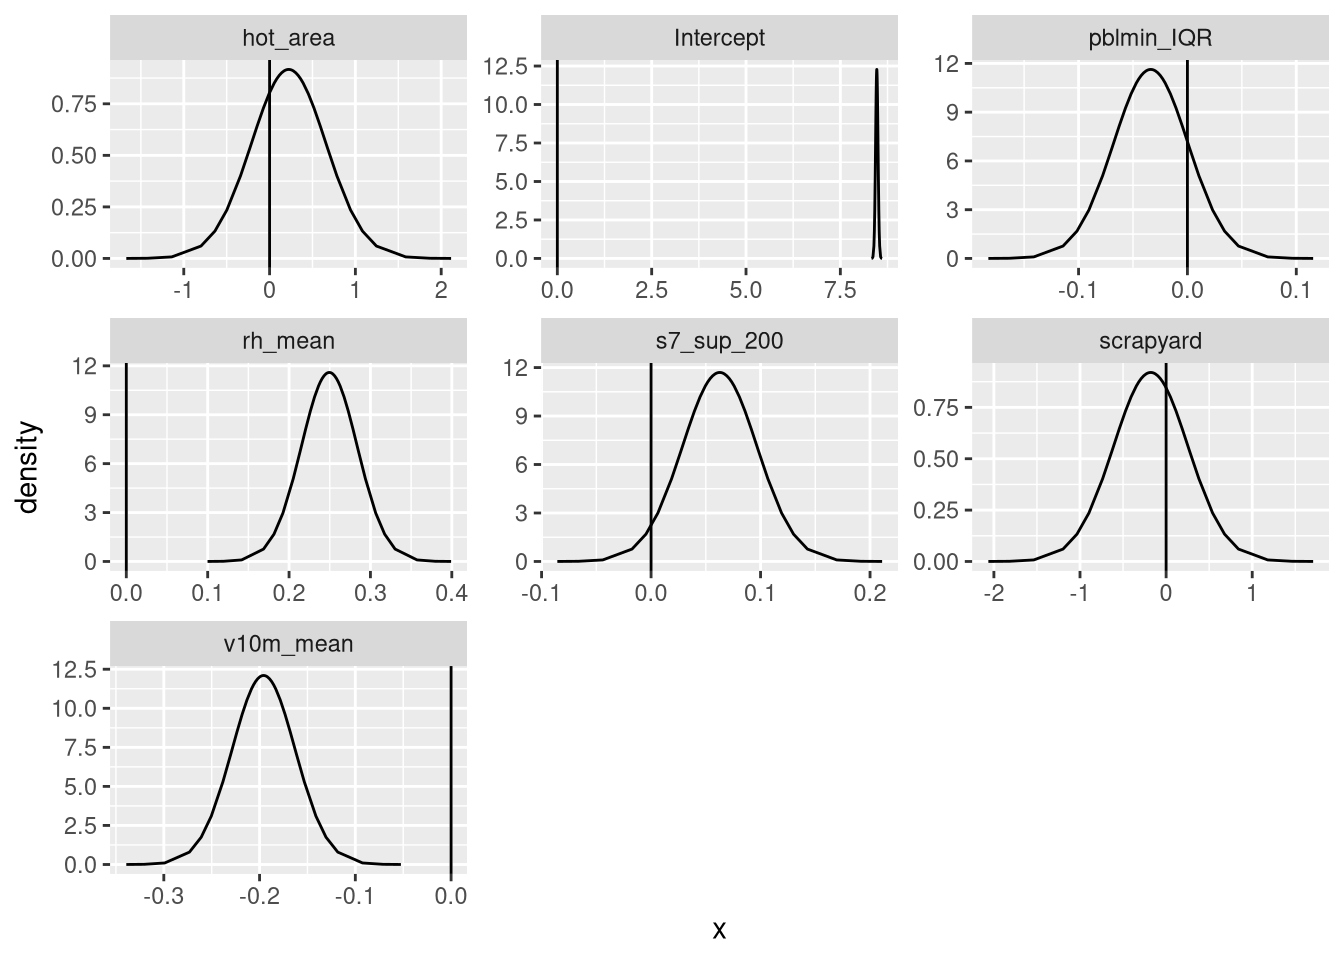 hot_area Intercept pblmin_IQR
0.75
0.50
0.25
0.00
12.5
10.0
7.5
5.0
2.5
0.0
12
9
6
3
0
-1 0 1 2
0.0 2.5 5.0 7.5
-0.1 0.0 0.1
rh_mean s7_sup_200 scrapyard
12
9
6
3
0
12
9
6
3
0
0.75
0.50
0.25
0.00
0.0 0.1 0.2 0.3 0.4
-0.1 0.0 0.1 0.2
-2 -1 0 1
density
v10m_mean
12.5
10.0
7.5
5.0
2.5
0.0
-0.3 -0.2 -0.1 0.0
x